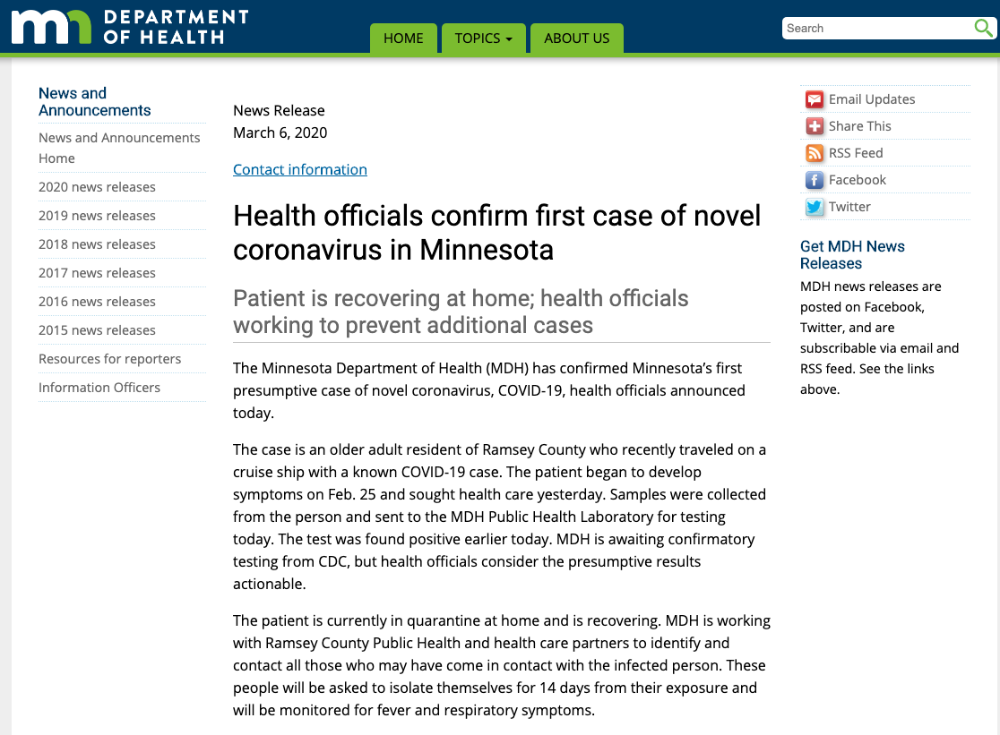 mn DEPARTMENT
OF HEALTH
HOME
TOPICS
ABOUT US
Search
News and
Announcements
News and Announcements
Home
2020 news releases
2019 news releases
2018 news releases
2017 news releases
2016 news releases
2015 news releases
Resources for reporters
Information Officers
News Release
March 6, 2020
Contact information
Health officials confirm first case of novel
coronavirus in Minnesota
Patient is recovering at home; health officials
working to prevent additional cases
The Minnesota Department of Health (MDH) has confirmed Minnesota’s first
presumptive case of novel coronavirus, COVID-19, health officials announced
today.
The case is an older adult resident of Ramsey County who recently traveled on a
cruise ship with a known COVID-19 case. The patient began to develop
symptoms on Feb. 25 and sought health care yesterday. Samples were collected
from the person and sent to the MDH Public Health Laboratory for testing
today. The test was found positive earlier today. MDH is awaiting confirmatory
testing from CDC, but health officials consider the presumptive results
actionable.
The patient is currently in quarantine at home and is recovering. MDH is working
with Ramsey County Public Health and health care partners to identify and
contact all those who may have come in contact with the infected person. These
people will be asked to isolate themselves for 14 days from their exposure and
will be monitored for fever and respiratory symptoms.
Email Updates
Share This
RSS Feed
Facebook
Twitter
Get MDH News
Releases
MDH news releases are
posted on Facebook,
Twitter, and are
subscribable via email and
RSS feed. See the links
above.